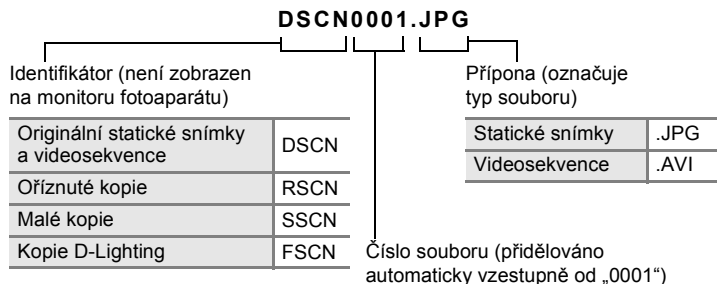 DSCN0001.JPG
Identifikátor (není zobrazen
na monitoru fotoaparátu)
Originální statické snímky
a videosekvence
DSCN
Oříznuté kopie
RSCN
Malé kopie
SSCN
Kopie D-Lighting
FSCN
Přípona (označuje
typ souboru)
Statické snímky
.JPG
Videosekvence
.AVI
Číslo souboru (přidělováno
automaticky vzestupně od „0001“)